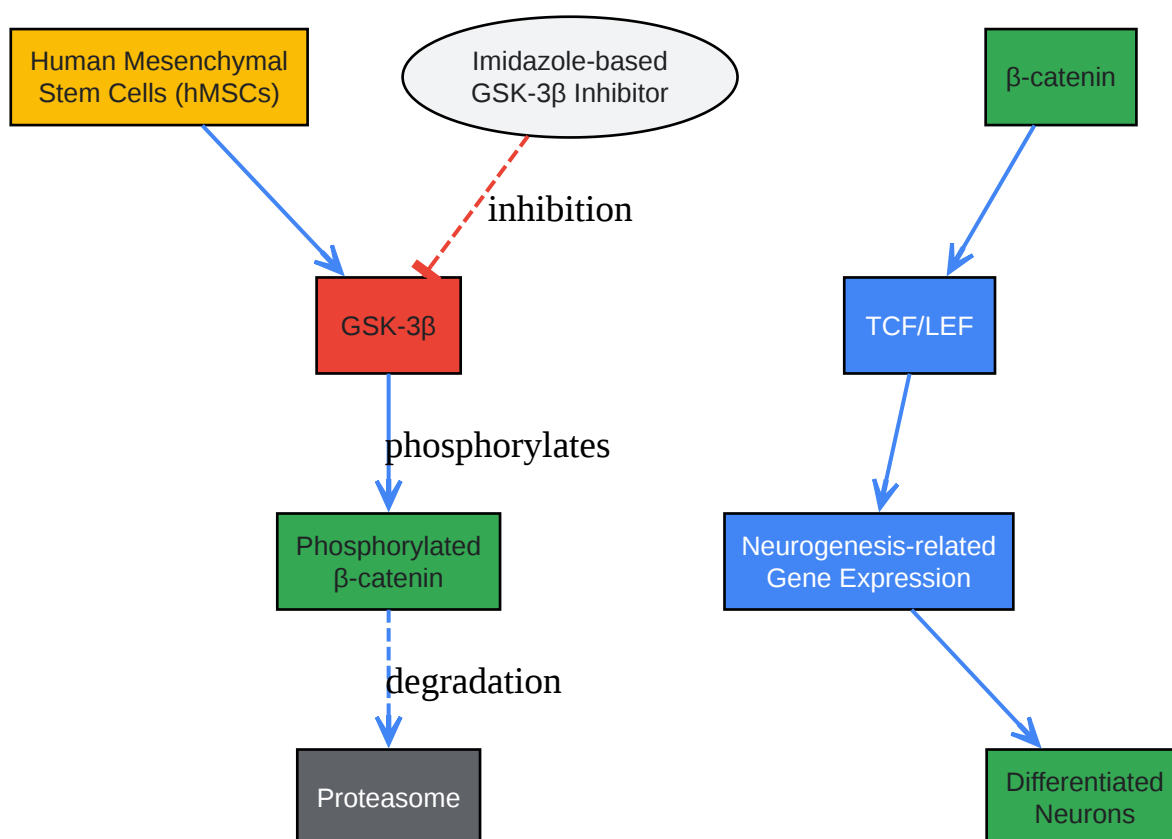 Human Mesenchymal
Stem Cells (hMSCs)
Imidazole-based
GSK-3β Inhibitor
β-catenin
inhibition
GSK-3β
TCF/LEF
phosphorylates
Phosphorylated
β-catenin
Neurogenesis-related
Gene Expression
degradation
Proteasome
Differentiated
Neurons